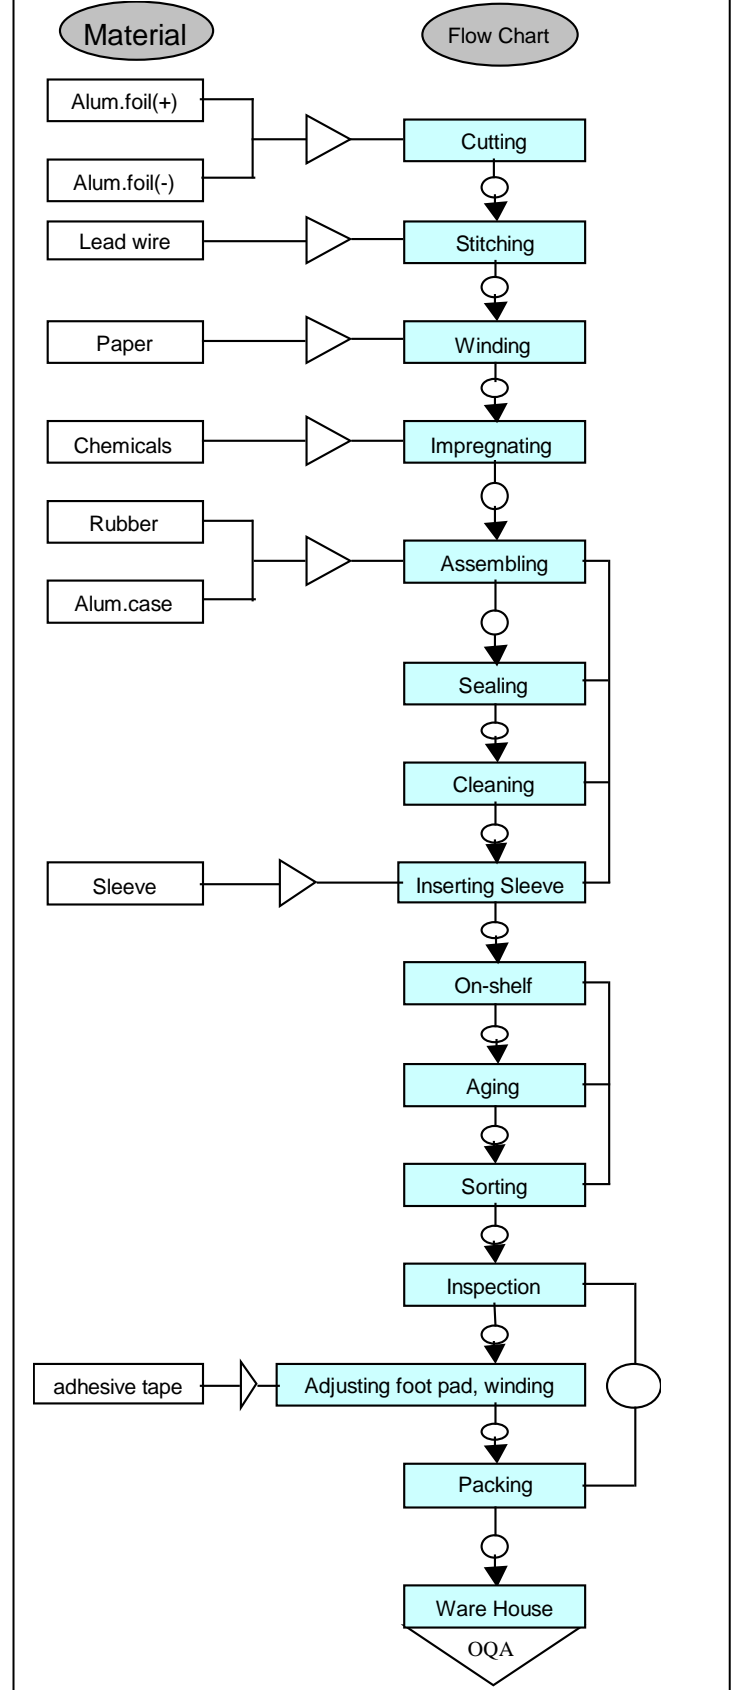 Material
Flow Chart
Alum.foil(+)
Cutting
Alum.foil(-)
Lead wire
Stitching
Paper
Winding
Chemicals
Impregnating
Rubber
Assembling
Alum.case
Sealing
Cleaning
Sleeve
Inserting Sleeve
On-shelf
Aging
Sorting
Inspection
adhesive tape
Adjusting foot pad, winding
Packing
Ware House
OQA